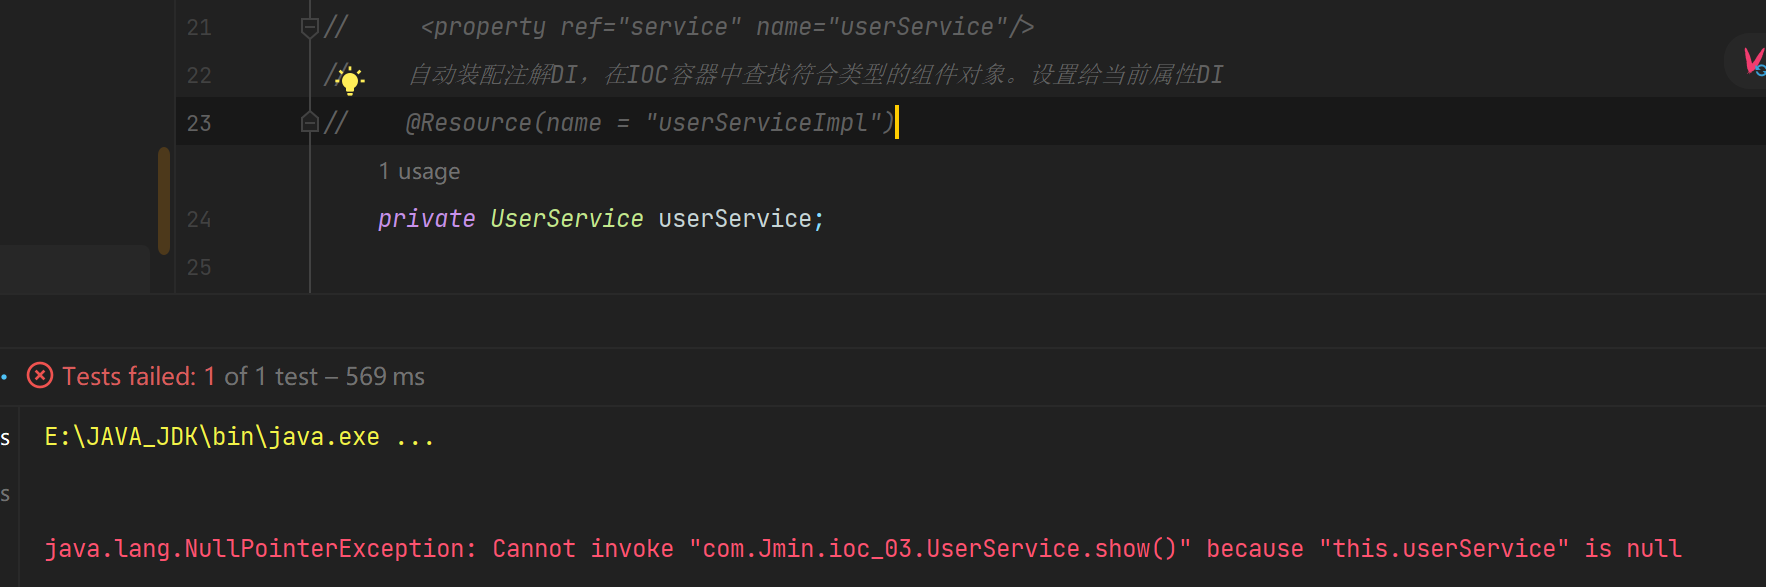 21 //     <property ref="service" name="userService"/>
22 //    自动装配注解DI，在IOC容器中查找符合类型的组件对象。设置给当前属性DI
23 //    @Resource(name = "userServiceImpl")
1 usage
24 private UserService userService;
25
Tests failed: 1 of 1 test – 569 ms
s E:\JAVA_JDK\bin\java.exe ...
s
java.lang.NullPointerException: Cannot invoke "com.Jmin.ioc_03.UserService.show()" because "this.userService" is null